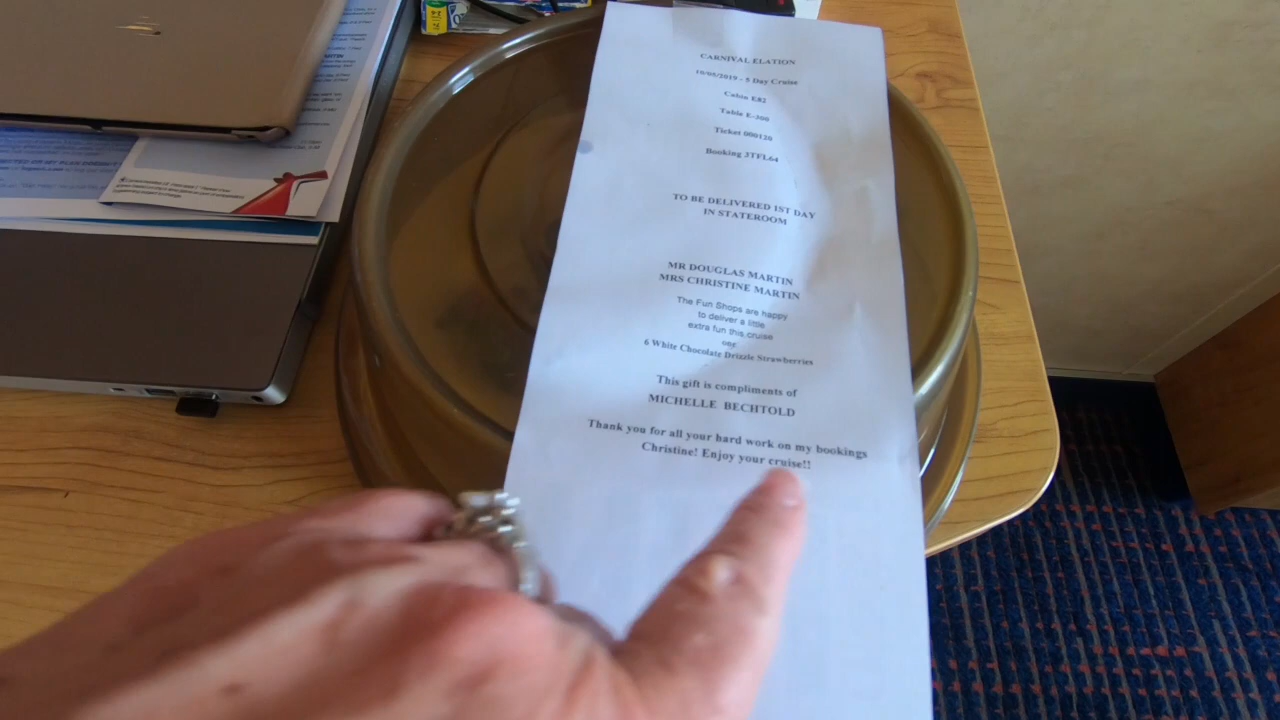 CARNIVAL ELATION
10/05/2019 - 5 Day Cruise
Cabin E82
Table E-300
Ticket 000120
Booking 3TFL64
TO BE DELIVERED 1ST DAY
IN STATEROOM
MR DOUGLAS MARTIN
MRS CHRISTINE MARTIN
The Fun Shops are happy
to deliver a little
extra fun this cruise
one
6 White Chocolate Drizzle Strawberries
This gift is compliments of
MICHELLE BECHTOLD
Thank you for all your hard work on my bookings
Christine! Enjoy your cruise!!